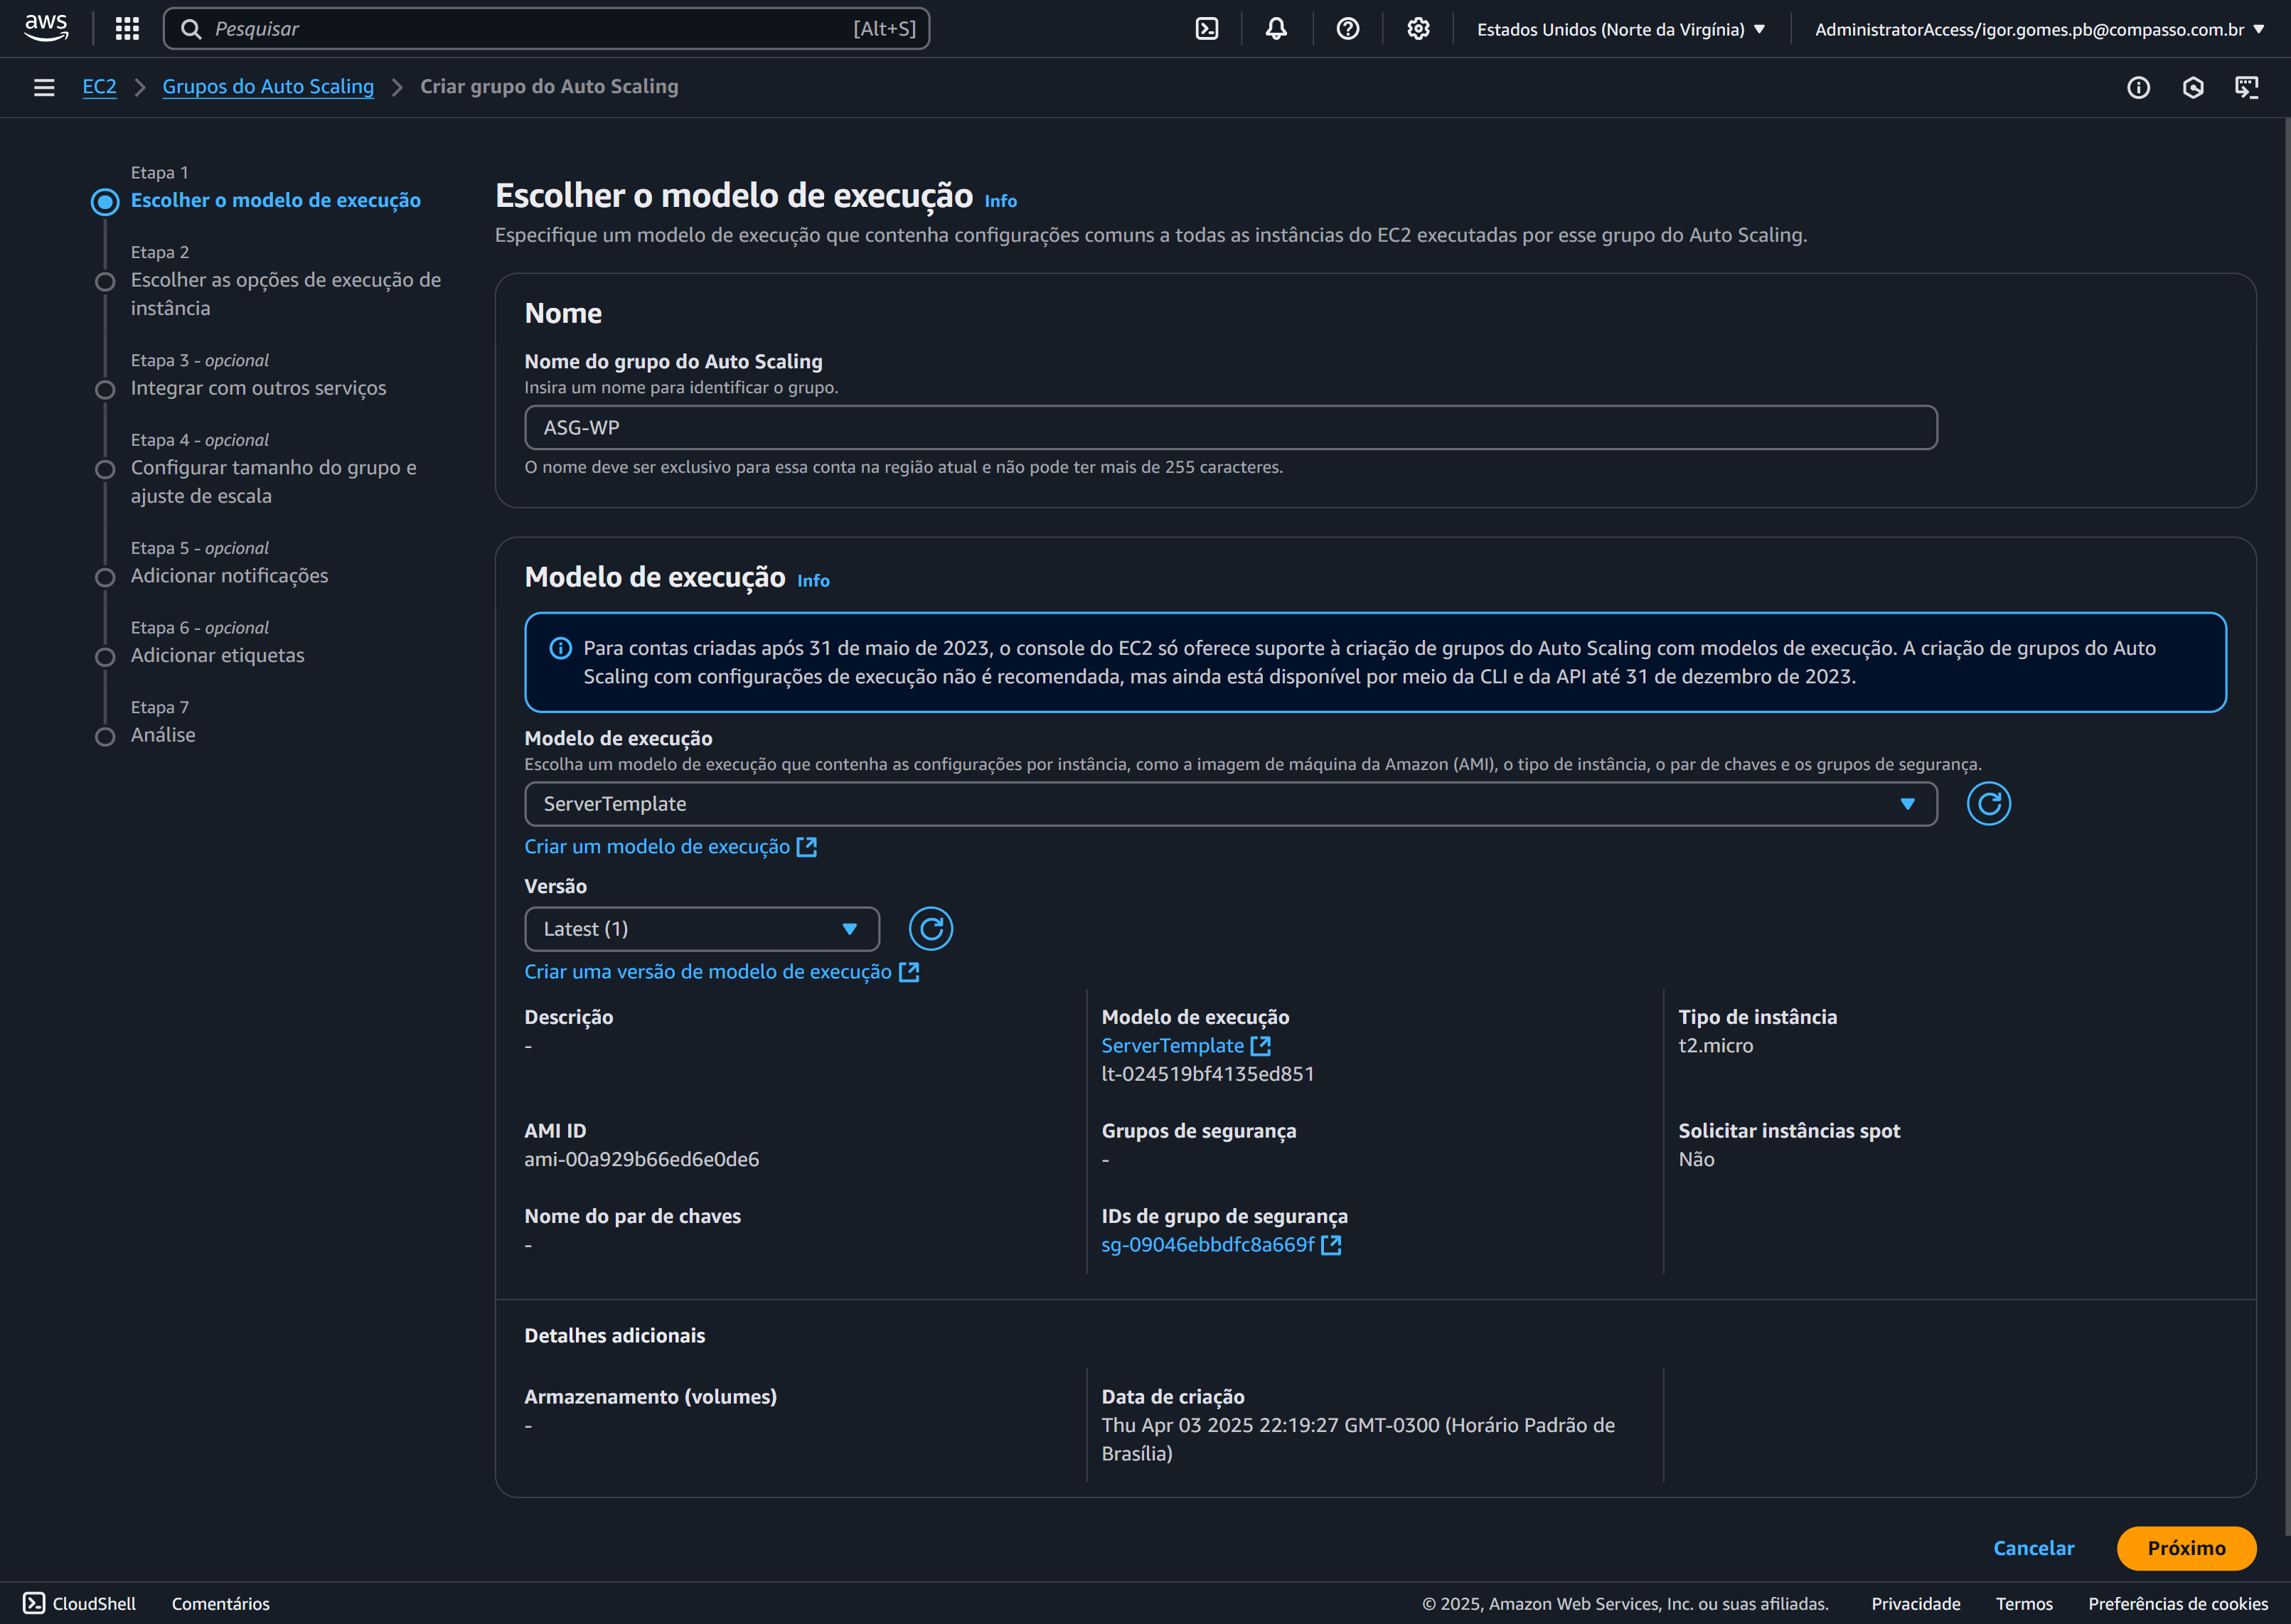 aws
Pesquisar [Alt+S]
Estados Unidos (Norte da Virgínia)
AdministratorAccess/igor.gomes.pb@compasso.com.br
EC2 > Grupos do Auto Scaling > Criar grupo do Auto Scaling
Etapa 1
Escolher o modelo de execução
Etapa 2
Escolher as opções de execução de
instância
Etapa 3 - opcional
Integrar com outros serviços
Etapa 4 - opcional
Configurar tamanho do grupo e
ajuste de escala
Etapa 5 - opcional
Adicionar notificações
Etapa 6 - opcional
Adicionar etiquetas
Etapa 7
Análise
Escolher o modelo de execução Info
Especifique um modelo de execução que contenha configurações comuns a todas as instâncias do EC2 executadas por esse grupo do Auto Scaling.
Nome
Nome do grupo do Auto Scaling
Insira um nome para identificar o grupo.
ASG-WP
O nome deve ser exclusivo para essa conta na região atual e não pode ter mais de 255 caracteres.
Modelo de execução Info
Para contas criadas após 31 de maio de 2023, o console do EC2 só oferece suporte à criação de grupos do Auto Scaling com modelos de execução. A criação de grupos do Auto
Scaling com configurações de execução não é recomendada, mas ainda está disponível por meio da CLI e da API até 31 de dezembro de 2023.
Modelo de execução
Escolha um modelo de execução que contenha as configurações por instância, como a imagem de máquina da Amazon (AMI), o tipo de instância, o par de chaves e os grupos de segurança.
ServerTemplate
Criar um modelo de execução
Versão
Latest (1)
Criar uma versão de modelo de execução
Descrição
-
Modelo de execução
ServerTemplate
lt-024519bf4135ed851
Tipo de instância
t2.micro
AMI ID
ami-00a929b66ed6e0de6
Grupos de segurança
-
Solicitar instâncias spot
Não
Nome do par de chaves
-
IDs de grupo de segurança
sg-09046ebbdfc8a669f
Detalhes adicionais
Armazenamento (volumes)
-
Data de criação
Thu Apr 03 2025 22:19:27 GMT-0300 (Horário Padrão de
Brasília)
Cancelar
Próximo
CloudShell
Comentários
© 2025, Amazon Web Services, Inc. ou suas afiliadas.
Privacidade
Termos
Preferências de cookies